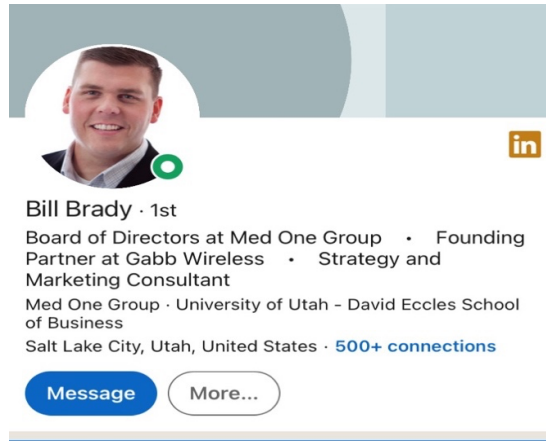 in
Bill Brady · 1st
Board of Directors at Med One Group • Founding
Partner at Gabb Wireless • Strategy and
Marketing Consultant
Med One Group · University of Utah - David Eccles School
of Business
Salt Lake City, Utah, United States · 500+ connections
Message More...